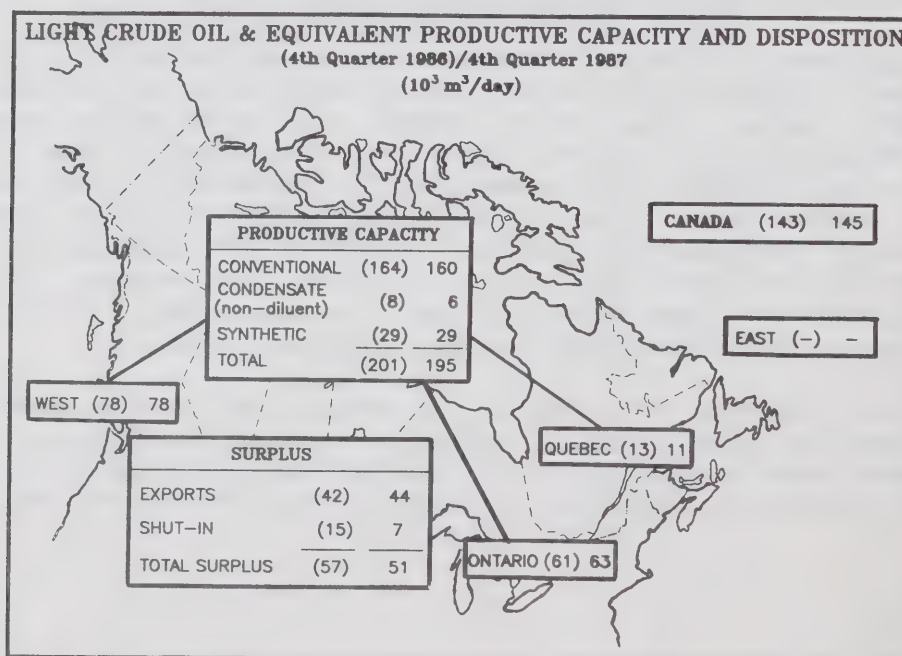 LIGHT CRUDE OIL & EQUIVALENT PRODUCTIVE CAPACITY AND DISPOSITION
(4th Quarter 1986)/4th Quarter 1987
(10³ m³/day)
CANADA (143) 145
PRODUCTIVE CAPACITY
CONVENTIONAL (164) 160
CONDENSATE
(non-diluent) (8) 6
SYNTHETIC (29) 29
TOTAL (201) 195
EAST (-) -
WEST (78) 78
QUEBEC (13) 11
SURPLUS
EXPORTS (42) 44
SHUT-IN (15) 7
TOTAL SURPLUS (57) 51
ONTARIO (61) 63